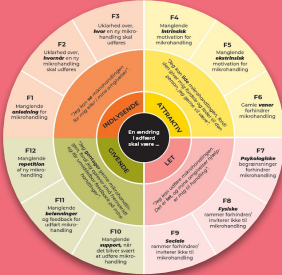 F3
Uklarhed over,
hvor en ny mikro-
handling skal
udføres
F4
Manglende
intrinsisk
motivation for
mikrohandling
F2
Uklarhed over,
hvornår en ny
mikrohandling
skal udføres
F5
Manglende
ekstrinsisk
motivation for
mikrohandling
F1
Manglende
anledning for
mikrohandling
F6
Gamle vaner
forhindrer
mikrohandling
INDLYSENDE
ATTRAKTIV
En ændring
i adfærd
skal være ...
GIVENDE
LET
F12
Manglende
repetition
af ny mikro-
handling
F7
Psykologiske
begrænsninger
forhindrer
mikrohandling
F11
Manglende
belønninger
og feedback for
udført mikro-
handling
F8
Fysiske
rammer forhindrer/
inviterer ikke til
mikrohandling
F10
Manglende
support, når
det bliver svært
at udføre mikro-
handling
F9
Sociale
rammer forhindrer/
inviterer ikke til
mikrohandling